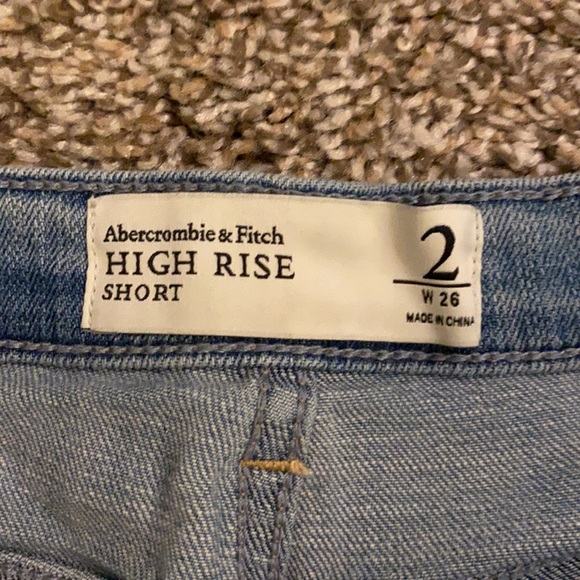 Abercrombie & Fitch
HIGH RISE
SHORT
2
W 26
MADE IN CHINA